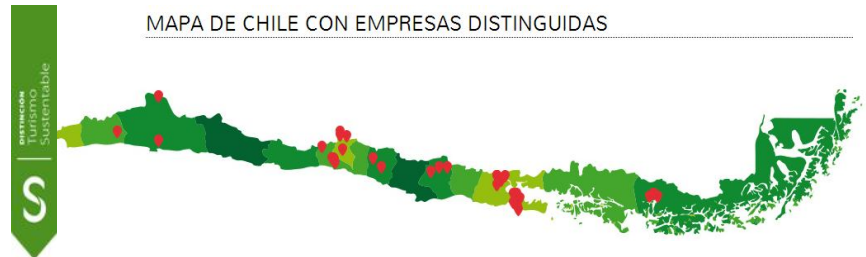 MAPA DE CHILE CON EMPRESAS DISTINGUIDAS
DISTINCIÓN
Turismo
Sustentable
S